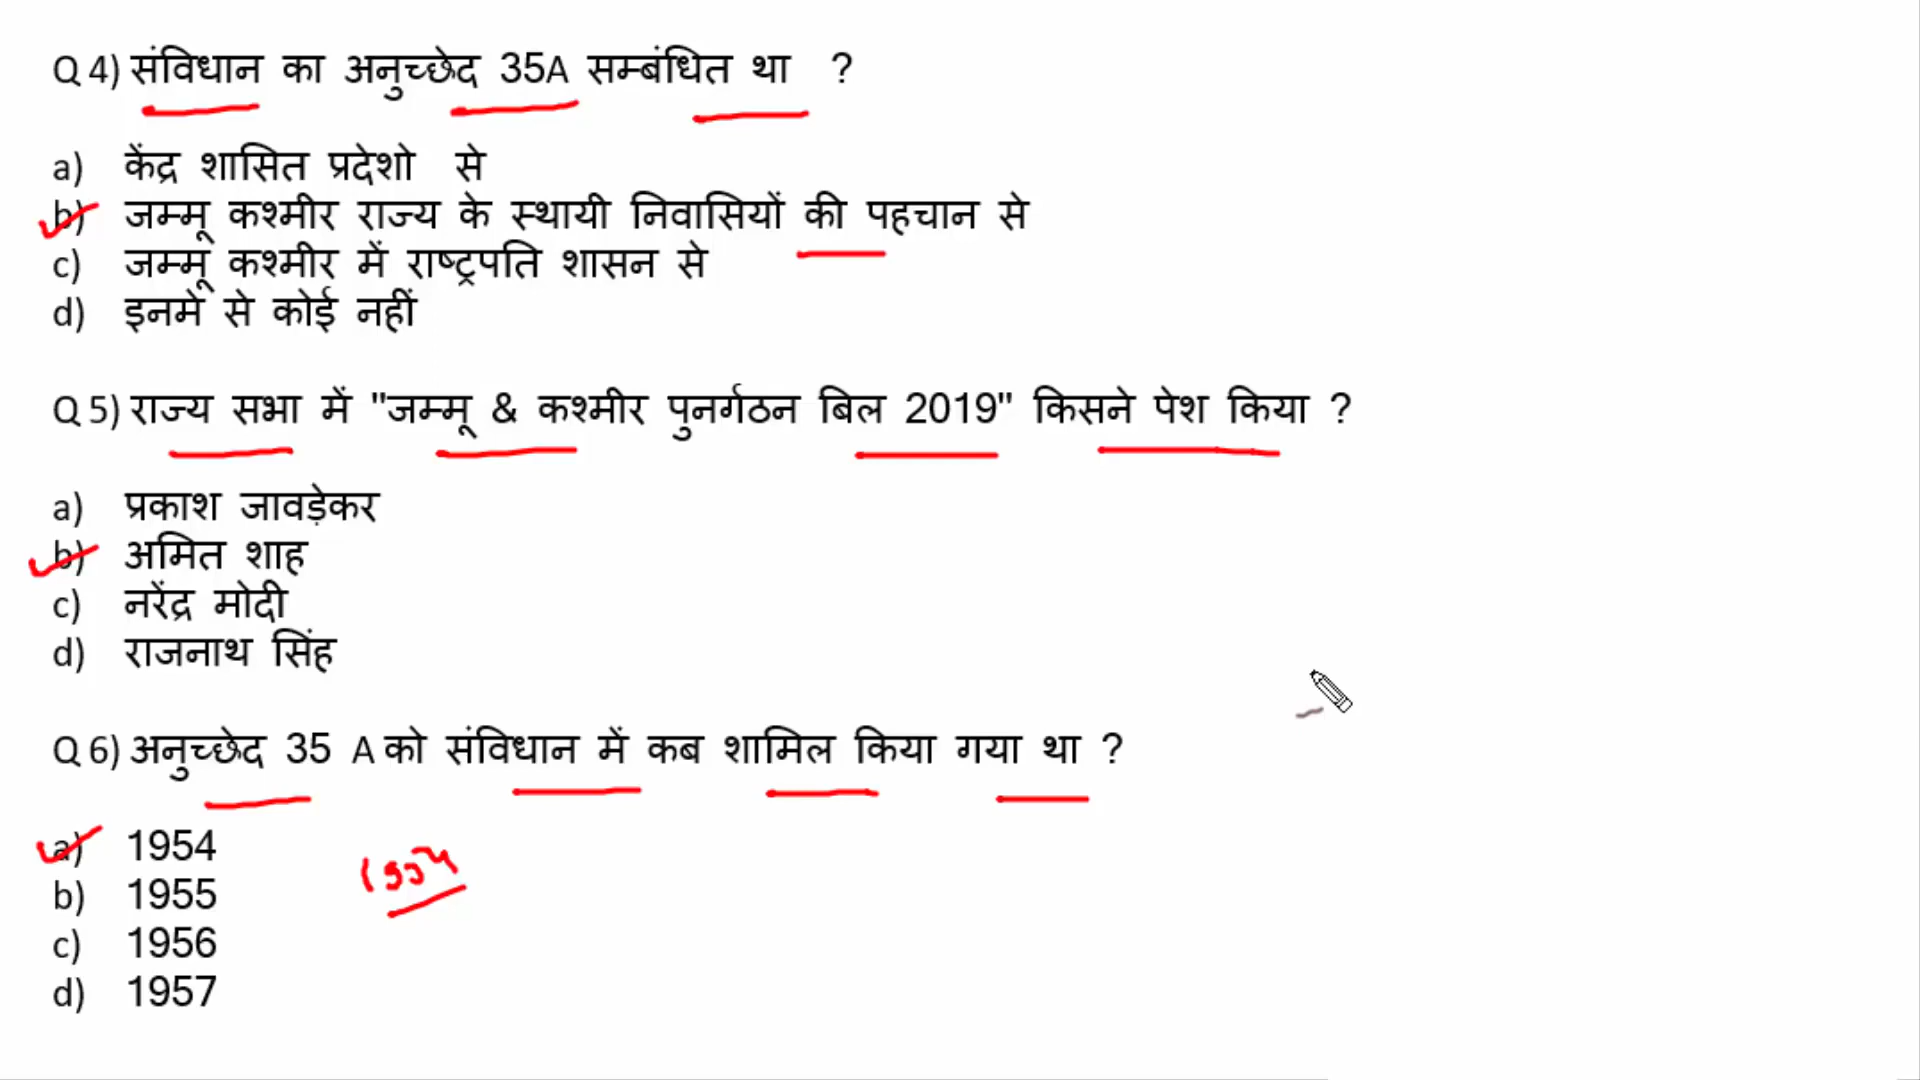 Q 4) संविधान का अनुच्छेद 35A सम्बंधित था ?
a) केंद्र शासित प्रदेशो से
b) जम्मू कश्मीर राज्य के स्थायी निवासियों की पहचान से
c) जम्मू कश्मीर में राष्ट्रपति शासन से
d) इनमे से कोई नहीं
Q 5) राज्य सभा में "जम्मू & कश्मीर पुनर्गठन बिल 2019" किसने पेश किया ?
a) प्रकाश जावड़ेकर
b) अमित शाह
c) नरेंद्र मोदी
d) राजनाथ सिंह
Q 6) अनुच्छेद 35 A को संविधान में कब शामिल किया गया था ?
a) 1954
1954
b) 1955
c) 1956
d) 1957